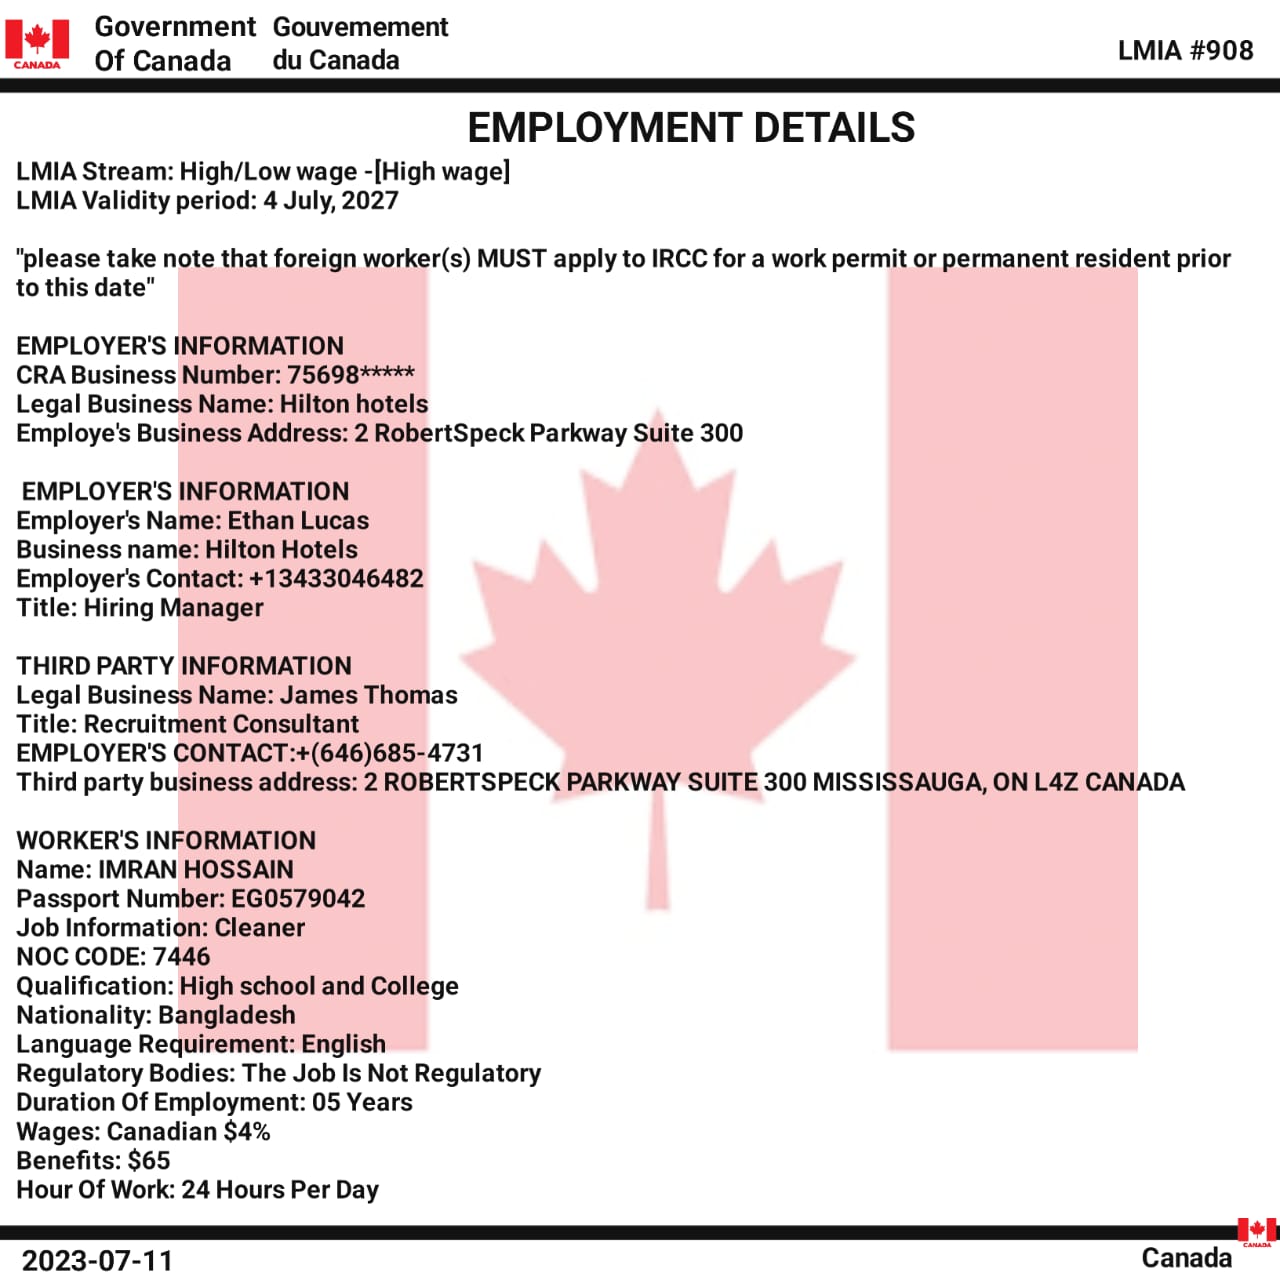 CANADA
Government Gouvemement
Of Canada du Canada
LMIA #908
EMPLOYMENT DETAILS
LMIA Stream: High/Low wage -[High wage]
LMIA Validity period: 4 July, 2027
"please take note that foreign worker(s) MUST apply to IRCC for a work permit or permanent resident prior
to this date"
EMPLOYER'S INFORMATION
CRA Business Number: 75698*****
Legal Business Name: Hilton hotels
Employe's Business Address: 2 RobertSpeck Parkway Suite 300
EMPLOYER'S INFORMATION
Employer's Name: Ethan Lucas
Business name: Hilton Hotels
Employer's Contact: +13433046482
Title: Hiring Manager
THIRD PARTY INFORMATION
Legal Business Name: James Thomas
Title: Recruitment Consultant
EMPLOYER'S CONTACT:+(646)685-4731
Third party business address: 2 ROBERTSPECK PARKWAY SUITE 300 MISSISSAUGA, ON L4Z CANADA
WORKER'S INFORMATION
Name: IMRAN HOSSAIN
Passport Number: EG0579042
Job Information: Cleaner
NOC CODE: 7446
Qualification: High school and College
Nationality: Bangladesh
Language Requirement: English
Regulatory Bodies: The Job Is Not Regulatory
Duration Of Employment: 05 Years
Wages: Canadian $4%
Benefits: $65
Hour Of Work: 24 Hours Per Day
2023-07-11
CANADA
Canada